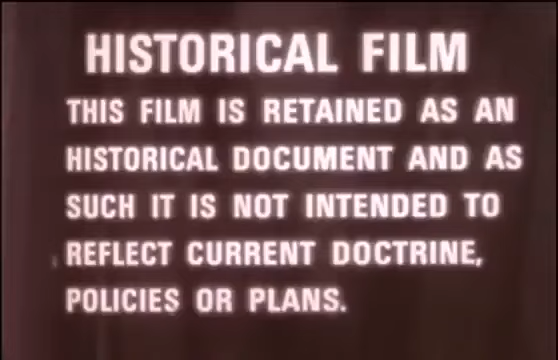 HISTORICAL FILM
THIS FILM IS RETAINED AS AN
HISTORICAL DOCUMENT AND AS
SUCH IT IS NOT INTENDED TO
REFLECT CURRENT DOCTRINE,
POLICIES OR PLANS.